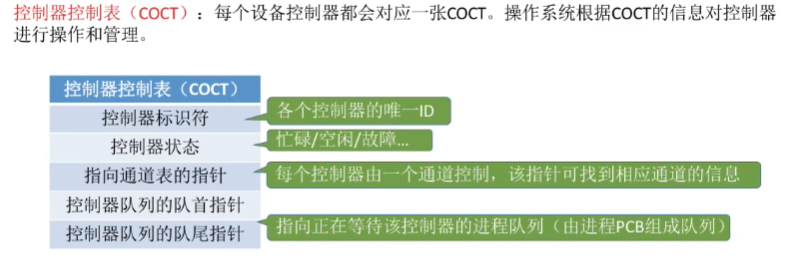 控制器控制表（COCT）：每个设备控制器都会对应一张COCT。操作系统根据COCT的信息对控制器
进行操作和管理。
控制器控制表（COCT）
控制器标识符
各个控制器的唯一ID
控制器状态
忙碌/空闲/故障...
指向通道表的指针
每个控制器由一个通道控制，该指针可找到相应通道的信息
控制器队列的队首指针
控制器队列的队尾指针
指向正在等待该控制器的进程队列（由进程PCB组成队列）